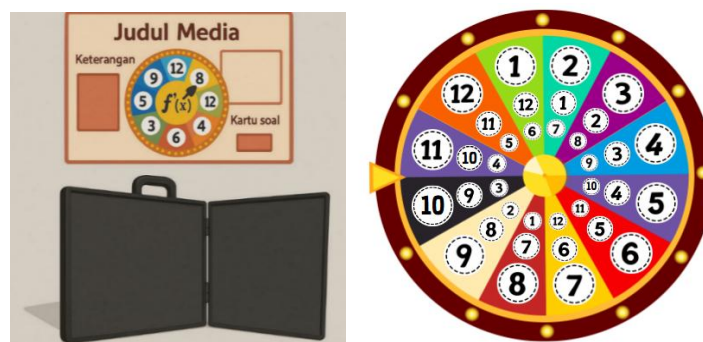 Judul Media
Keterangan
12
8
12
4
6
3
5
9
f'(x)
Kartu soal
1 12 6
2 1 7
3 2 8
4 3 9
5 4 10
6 5 11
7 6 12
8 7 1
9 8 2
10 9 3
11 10 4
12 11 5